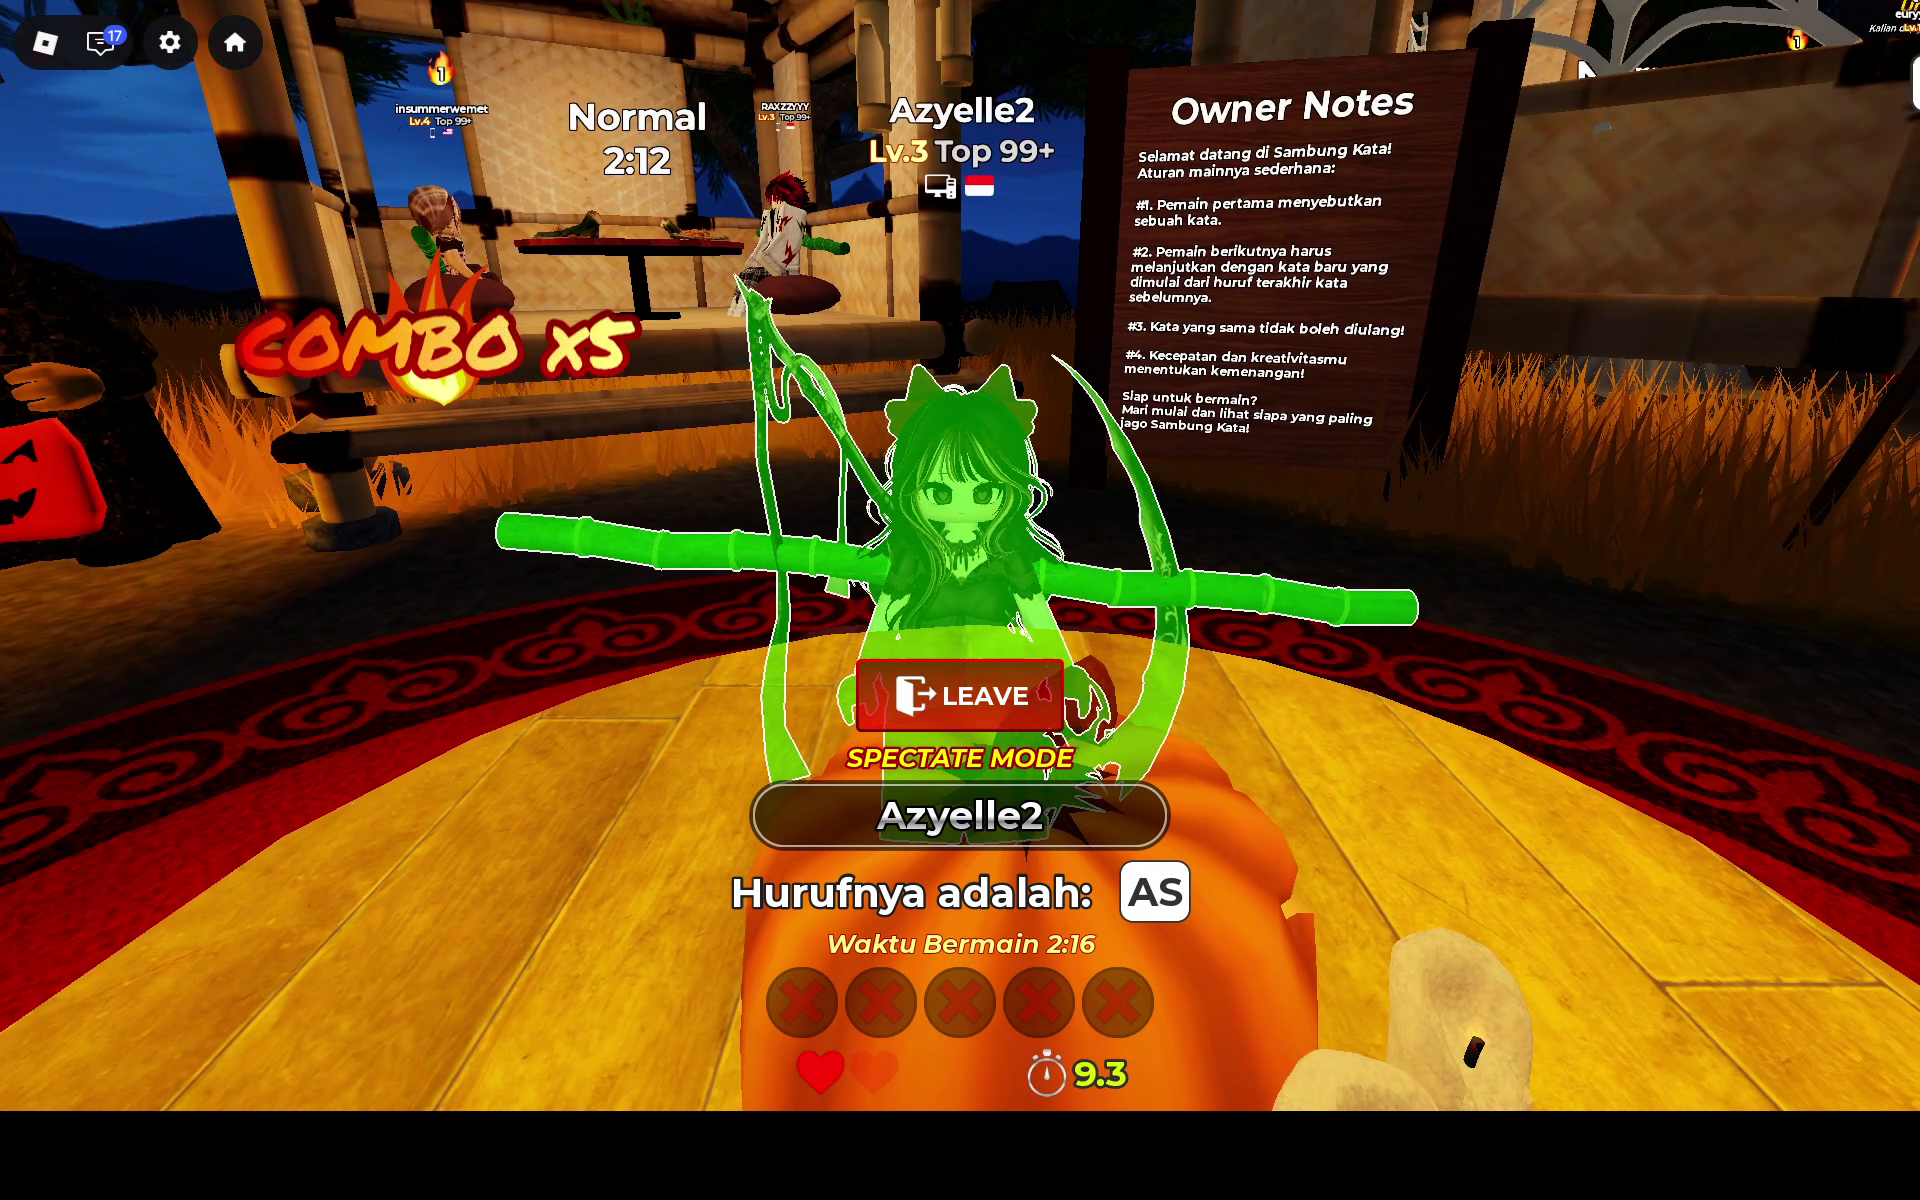 17
1
insummerwemet
Lv.4 Top 99+
Normal
2:12
RAXZZYYY
Lv.3 Top 99+
Azyelle2
Lv.3 Top 99+
1
Owner Notes
Selamat datang di Sambung Kata!
Aturan mainnya sederhana:
#1. Pemain pertama menyebutkan
sebuah kata.
#2. Pemain berikutnya harus
melanjutkan dengan kata baru yang
dimulai dari huruf terakhir kata
sebelumnya.
#3. Kata yang sama tidak boleh diulang!
#4. Kecepatan dan kreativitasmu
menentukan kemenangan!
Siap untuk bermain?
Mari mulai dan lihat siapa yang paling
jago Sambung Kata!
COMBO x5
LEAVE
SPECTATE MODE
Azyelle2
Hurufnya adalah: AS
Waktu Bermain 2:16
9.3